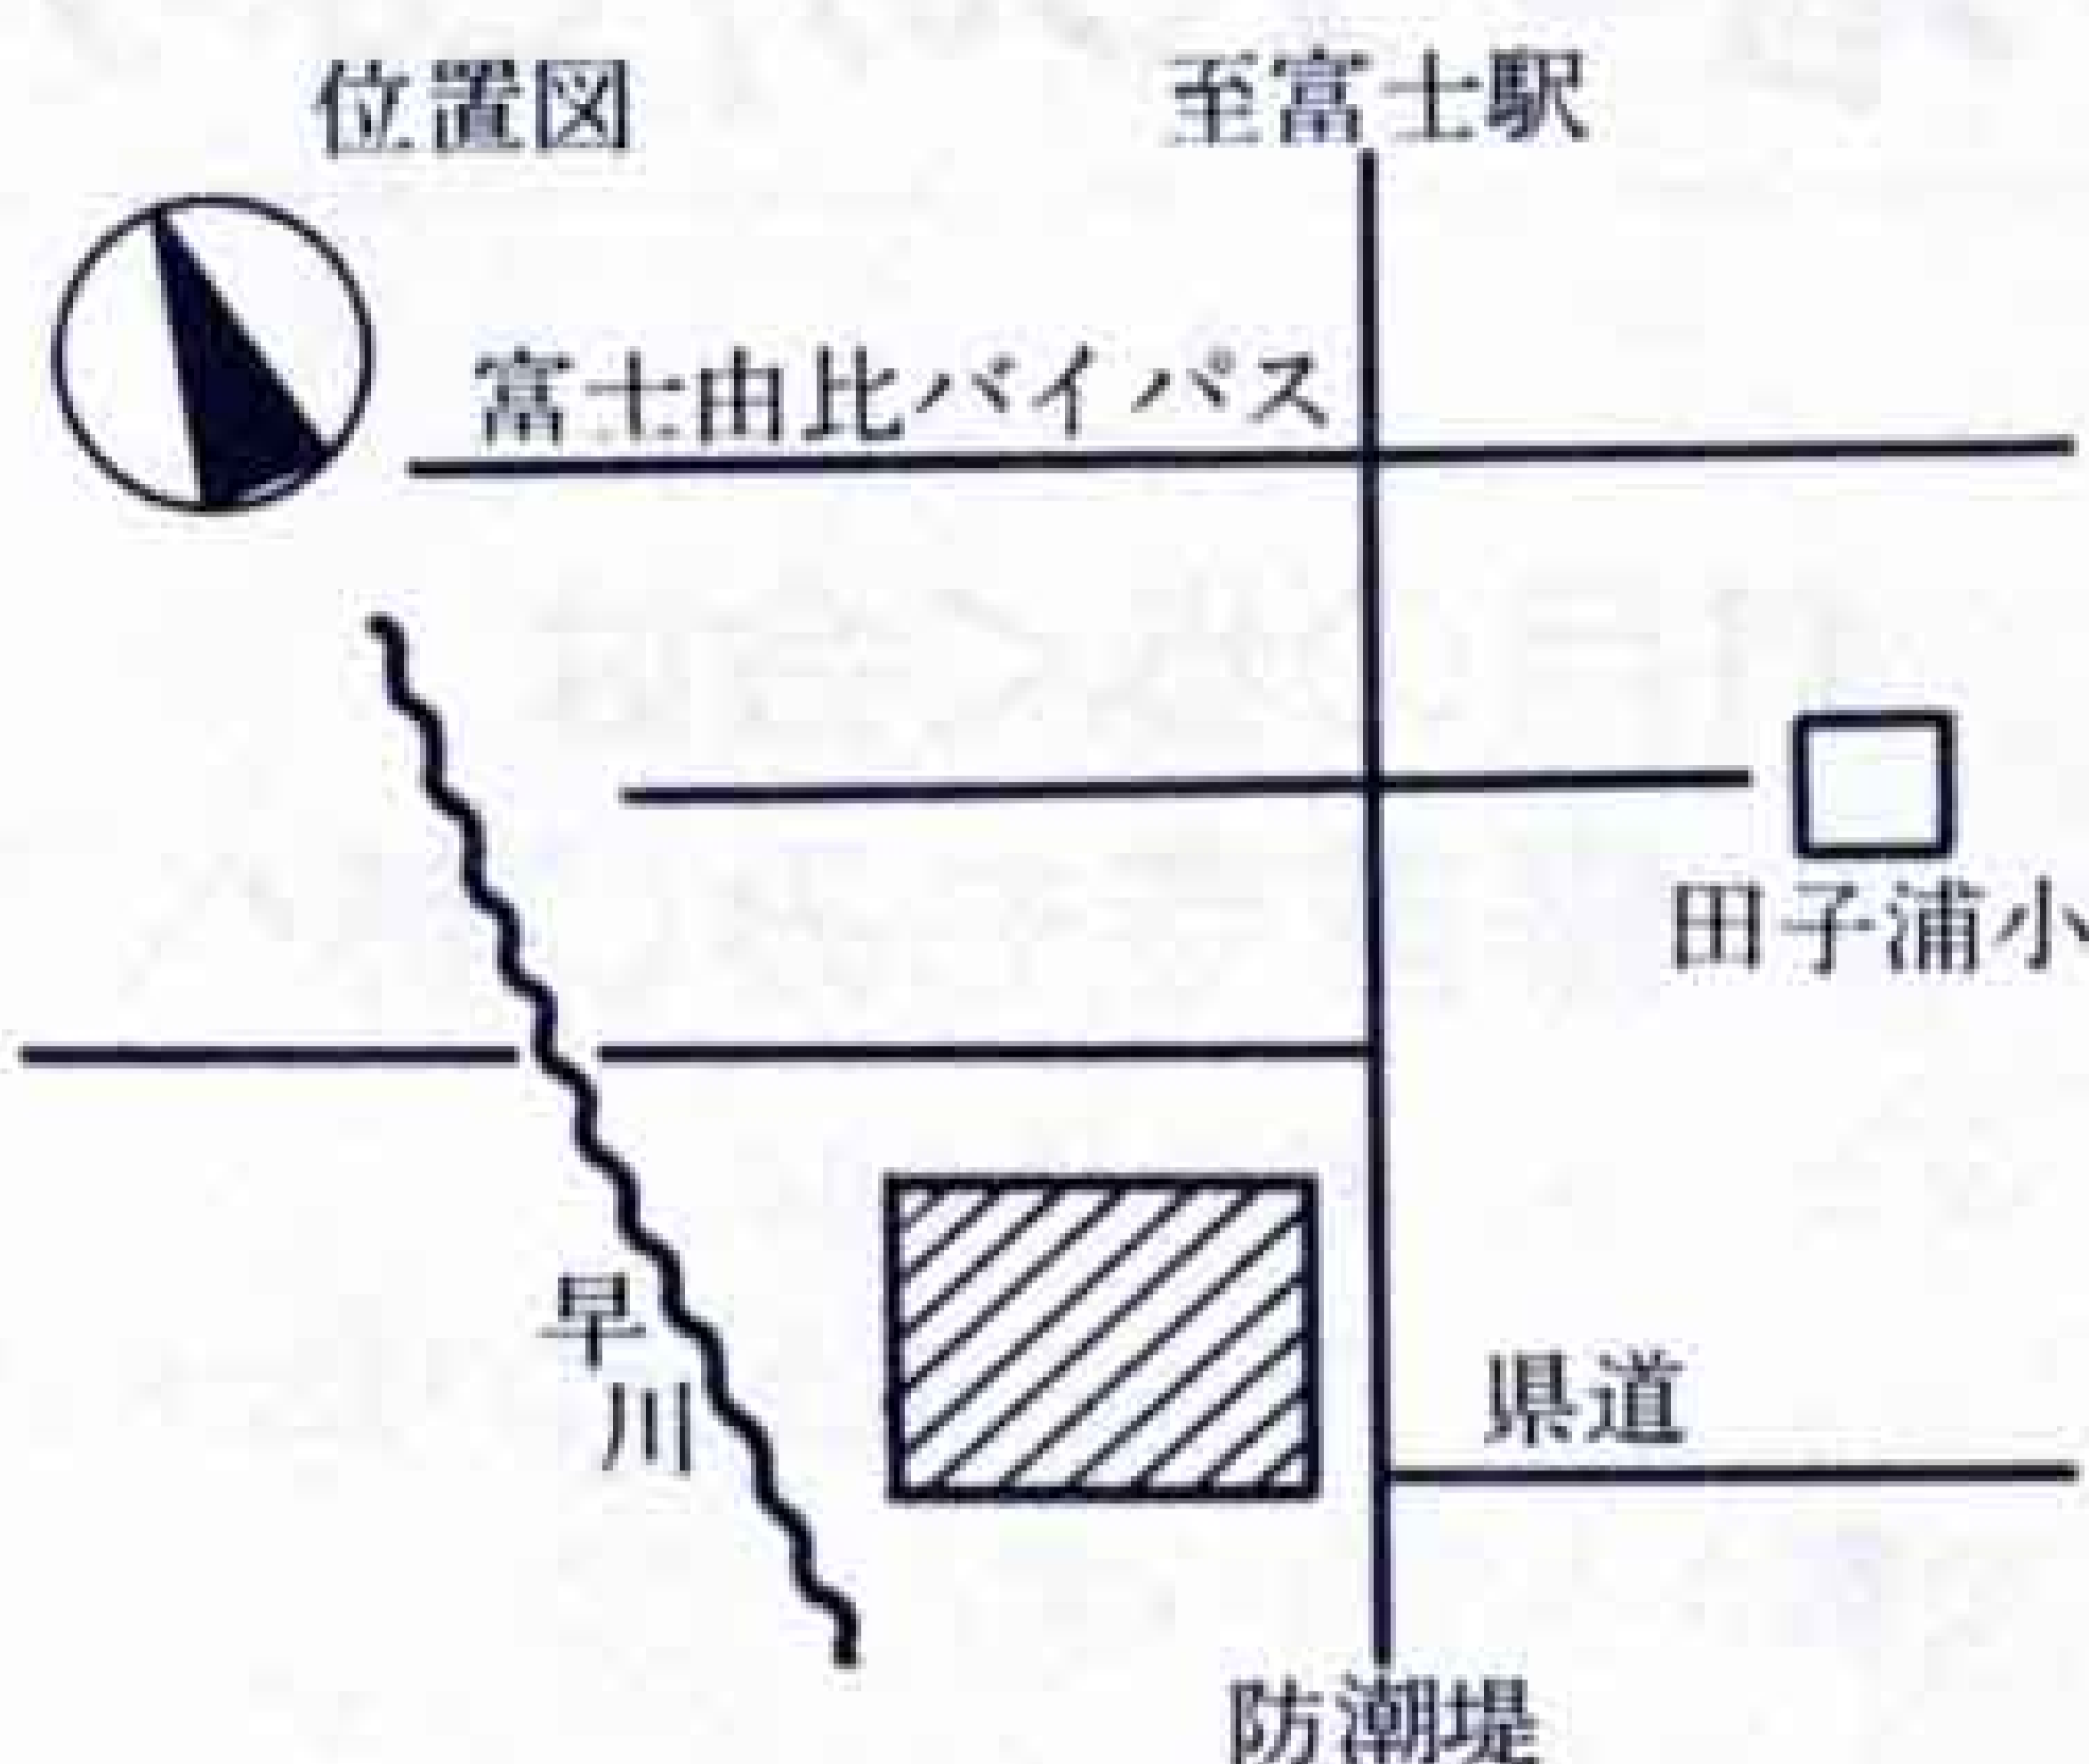 位置図
至富士駅
富士由比バイパス
田子浦小
早川
県道
防潮堤